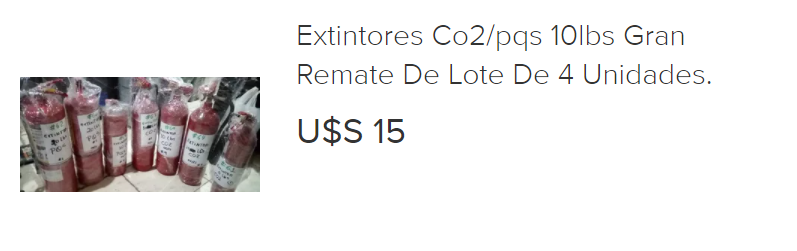 Extintores Co2/pqs 10lbs Gran
Remate De Lote De 4 Unidades.
U$S 15